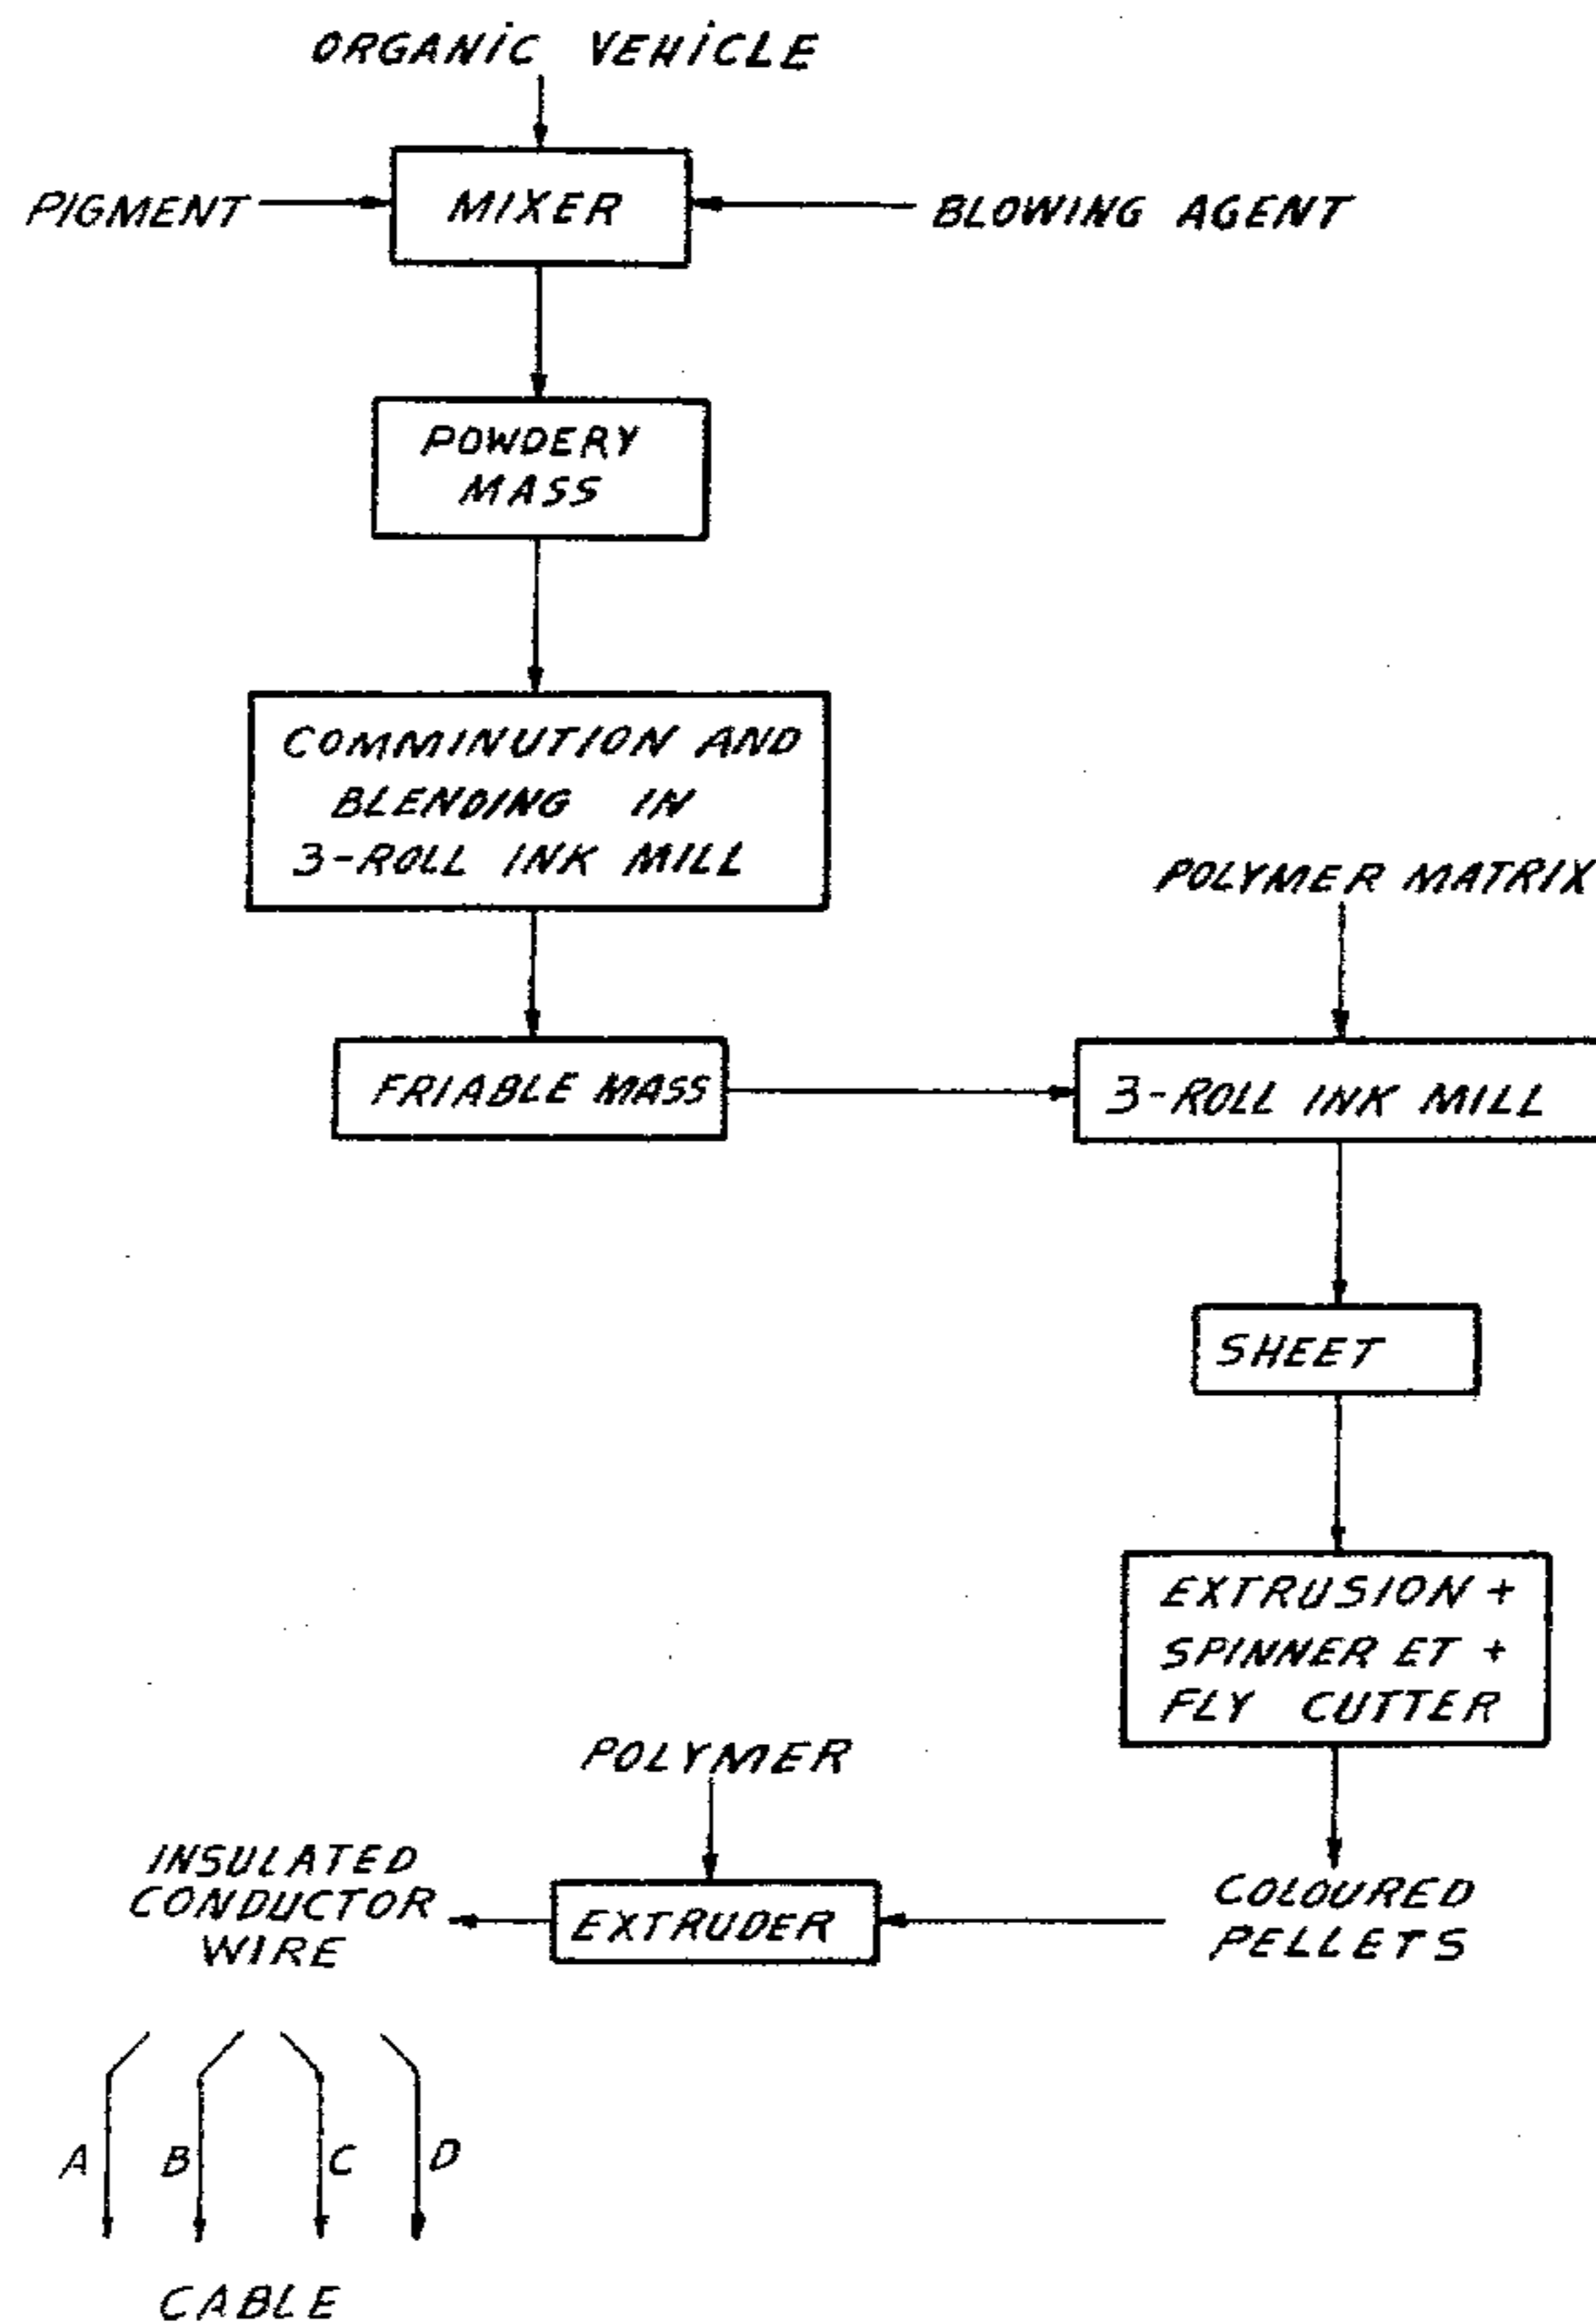 ORGANIC VEHICLE
PIGMENT
MIXER
BLOWING AGENT
POWDERY
MASS
COMMINUTION AND
BLENDING IN
3-ROLL INK MILL
POLYMER MATRIX
FRIABLE MASS
3-ROLL INK MILL
SHEET
EXTRUSION +
SPINNER ET +
FLY CUTTER
POLYMER
INSULATED
CONDUCTOR
WIRE
EXTRUDER
COLOURED
PELLETS
A B C D
CABLE